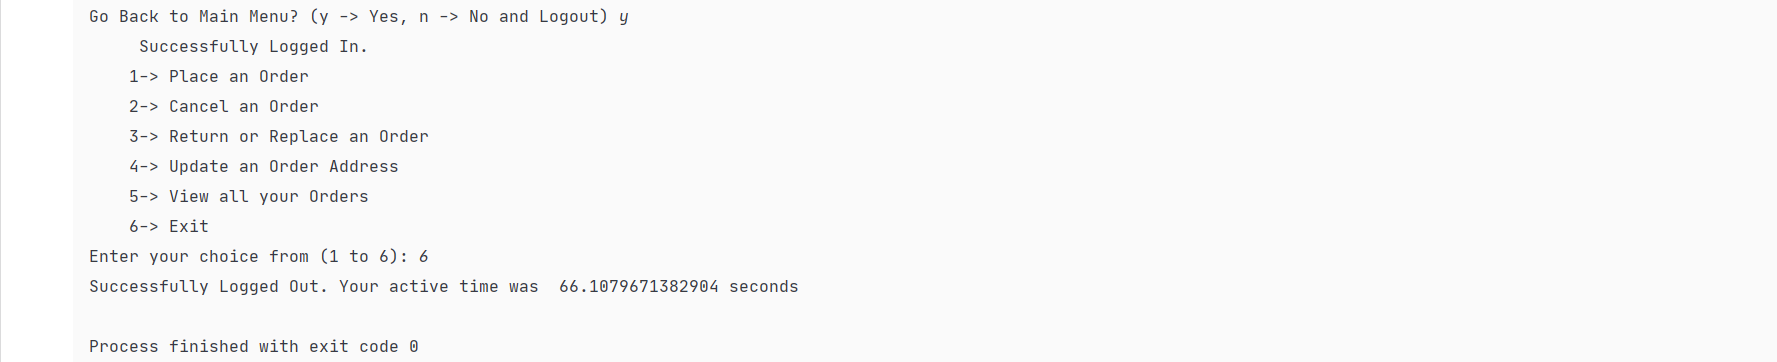 Go Back to Main Menu? (y -> Yes, n -> No and Logout) y
Successfully Logged In.
1-> Place an Order
2-> Cancel an Order
3-> Return or Replace an Order
4-> Update an Order Address
5-> View all your Orders
6-> Exit
Enter your choice from (1 to 6): 6
Successfully Logged Out. Your active time was  66.1079671382904 seconds
Process finished with exit code 0